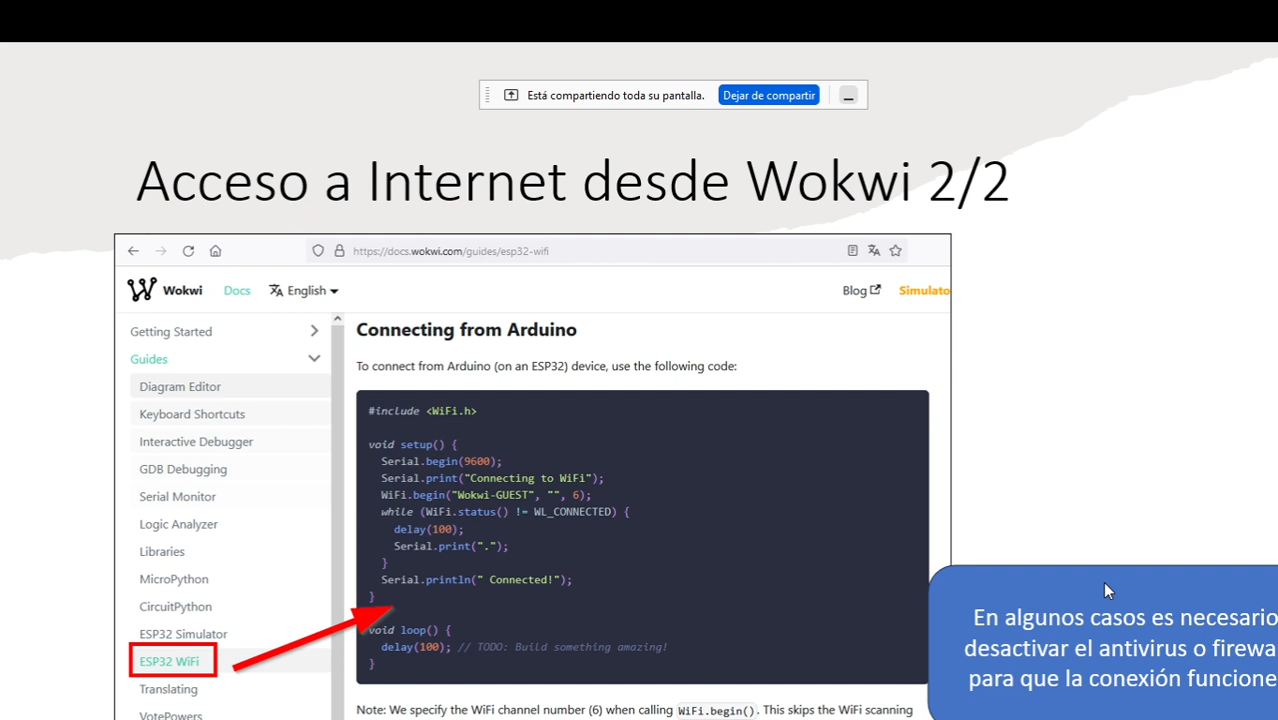 Está compartiendo toda su pantalla. Dejar de compartir
Acceso a Internet desde Wokwi 2/2
https://docs.wokwi.com/guides/esp32-wifi
Wokwi Docs English Blog Simulato
Getting Started
Guides
Diagram Editor
Keyboard Shortcuts
Interactive Debugger
GDB Debugging
Serial Monitor
Logic Analyzer
Libraries
MicroPython
CircuitPython
ESP32 Simulator
ESP32 WiFi
Translating
VotePowers
Connecting from Arduino
To connect from Arduino (on an ESP32) device, use the following code:
#include <WiFi.h>
void setup() {
  Serial.begin(9600);
  Serial.print("Connecting to WiFi");
  WiFi.begin("Wokwi-GUEST", "", 6);
  while (WiFi.status() != WL_CONNECTED) {
    delay(100);
    Serial.print(".");
  }
  Serial.println(" Connected!");
}
void loop() {
  delay(100); // TODO: Build something amazing!
}
Note: We specify the WiFi channel number (6) when calling WiFi.begin(). This skips the WiFi scanning
En algunos casos es necesario
desactivar el antivirus o firewa
para que la conexión funcione